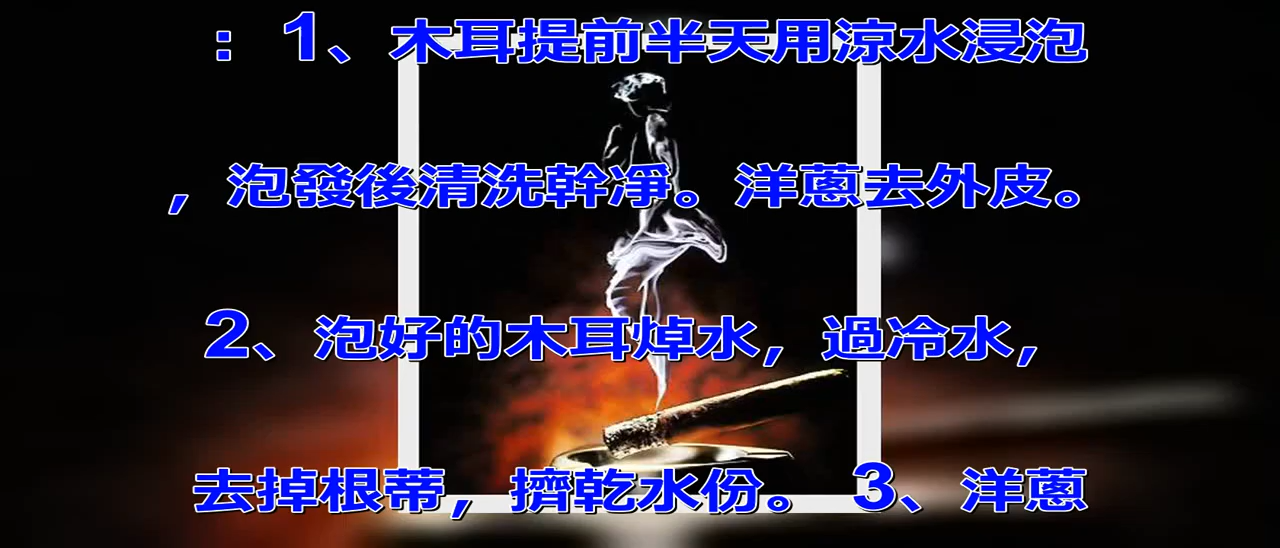 ： 1、木耳提前半天用涼水浸泡
，泡發後清洗幹凈。洋蔥去外皮。
2、泡好的木耳焯水，過冷水，
去掉根蒂，擠乾水份。 3、洋蔥